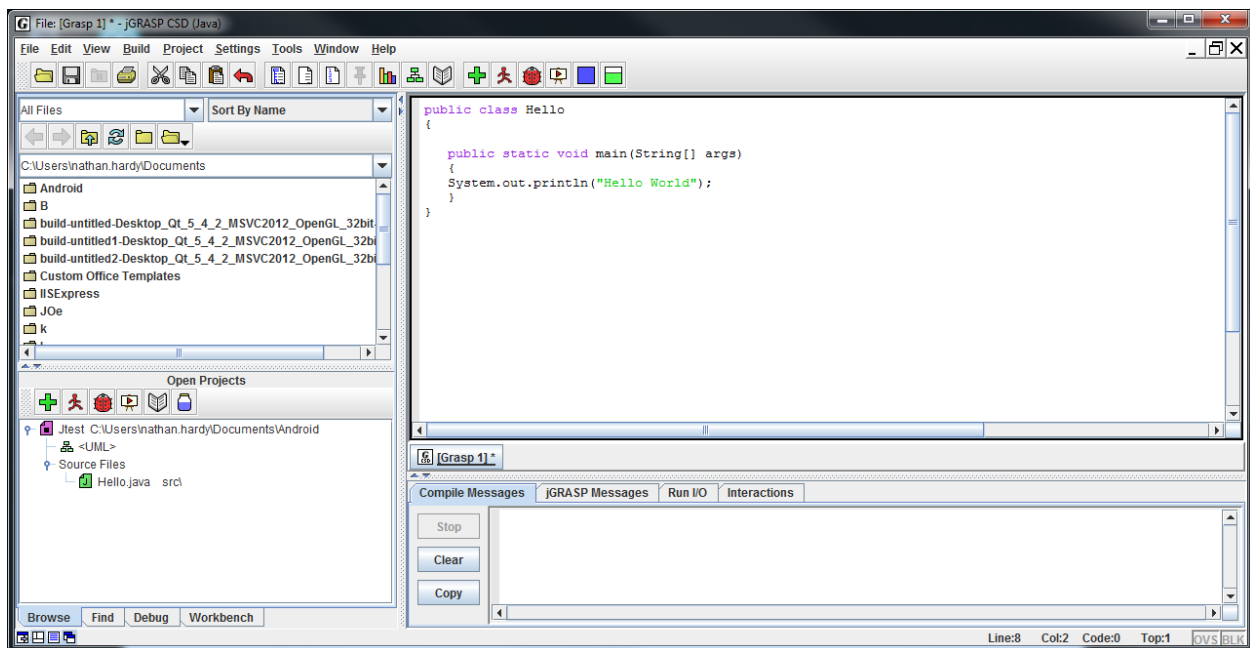 File: [Grasp 1] * - jGRASP CSD (Java)
File Edit View Build Project Settings Tools Window Help
All Files Sort By Name
C:\Users\nathan.hardy\Documents
Android
B
build-untitled-Desktop_Qt_5_4_2_MSVC2012_OpenGL_32bit-
build-untitled1-Desktop_Qt_5_4_2_MSVC2012_OpenGL_32bi
build-untitled2-Desktop_Qt_5_4_2_MSVC2012_OpenGL_32bi
Custom Office Templates
IISExpress
JOe
k
Open Projects
Jtest C:\Users\nathan.hardy\Documents\Android
<UML>
Source Files
Hello.java src\
Browse Find Debug Workbench
public class Hello
{
public static void main(String[] args)
{
System.out.println("Hello World");
}
}
[Grasp 1] *
Compile Messages jGRASP Messages Run I/O Interactions
Stop
Clear
Copy
Line:8 Col:2 Code:0 Top:1 OVS BLK